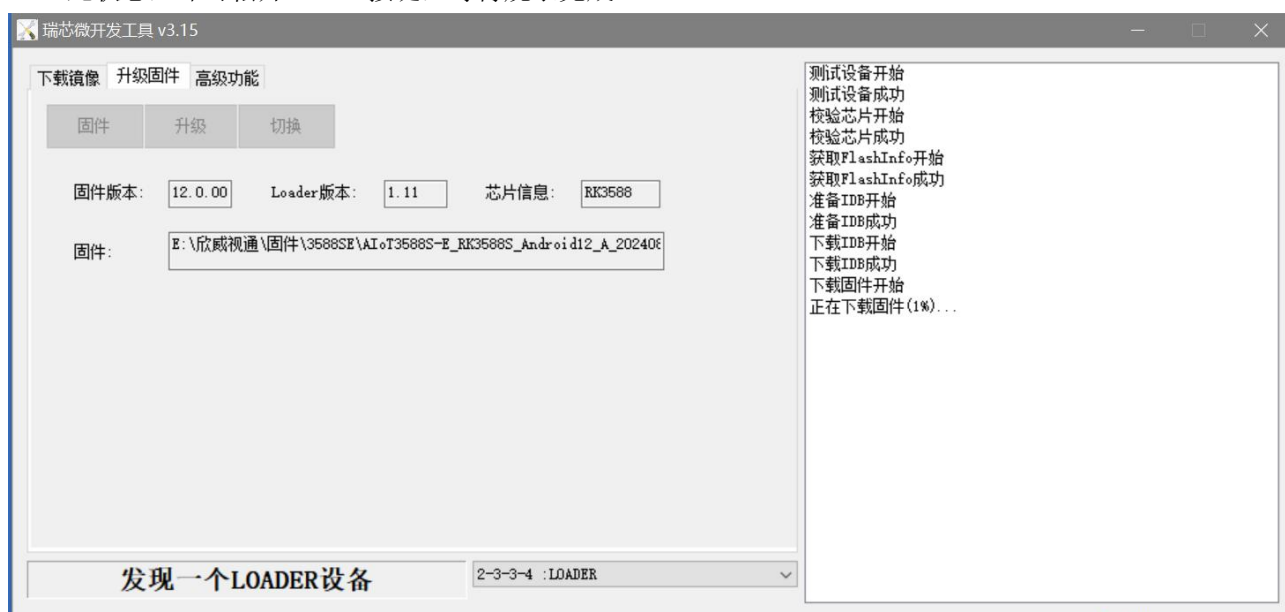 瑞芯微开发工具 v3.15
下载镜像 升级固件 高级功能
固件 升级 切换
固件版本: 12.0.00 Loader版本: 1.11 芯片信息: RK3588
固件: E:\欣威视通\固件\3588SE\AIoT3588S-E_RK3588S_Android12_A_202408
发现一个LOADER设备 2-3-3-4 :LOADER
测试设备开始
测试设备成功
校验芯片开始
校验芯片成功
获取FlashInfo开始
获取FlashInfo成功
准备IDB开始
准备IDB成功
下载IDB开始
下载IDB成功
下载固件开始
正在下载固件(1%)...